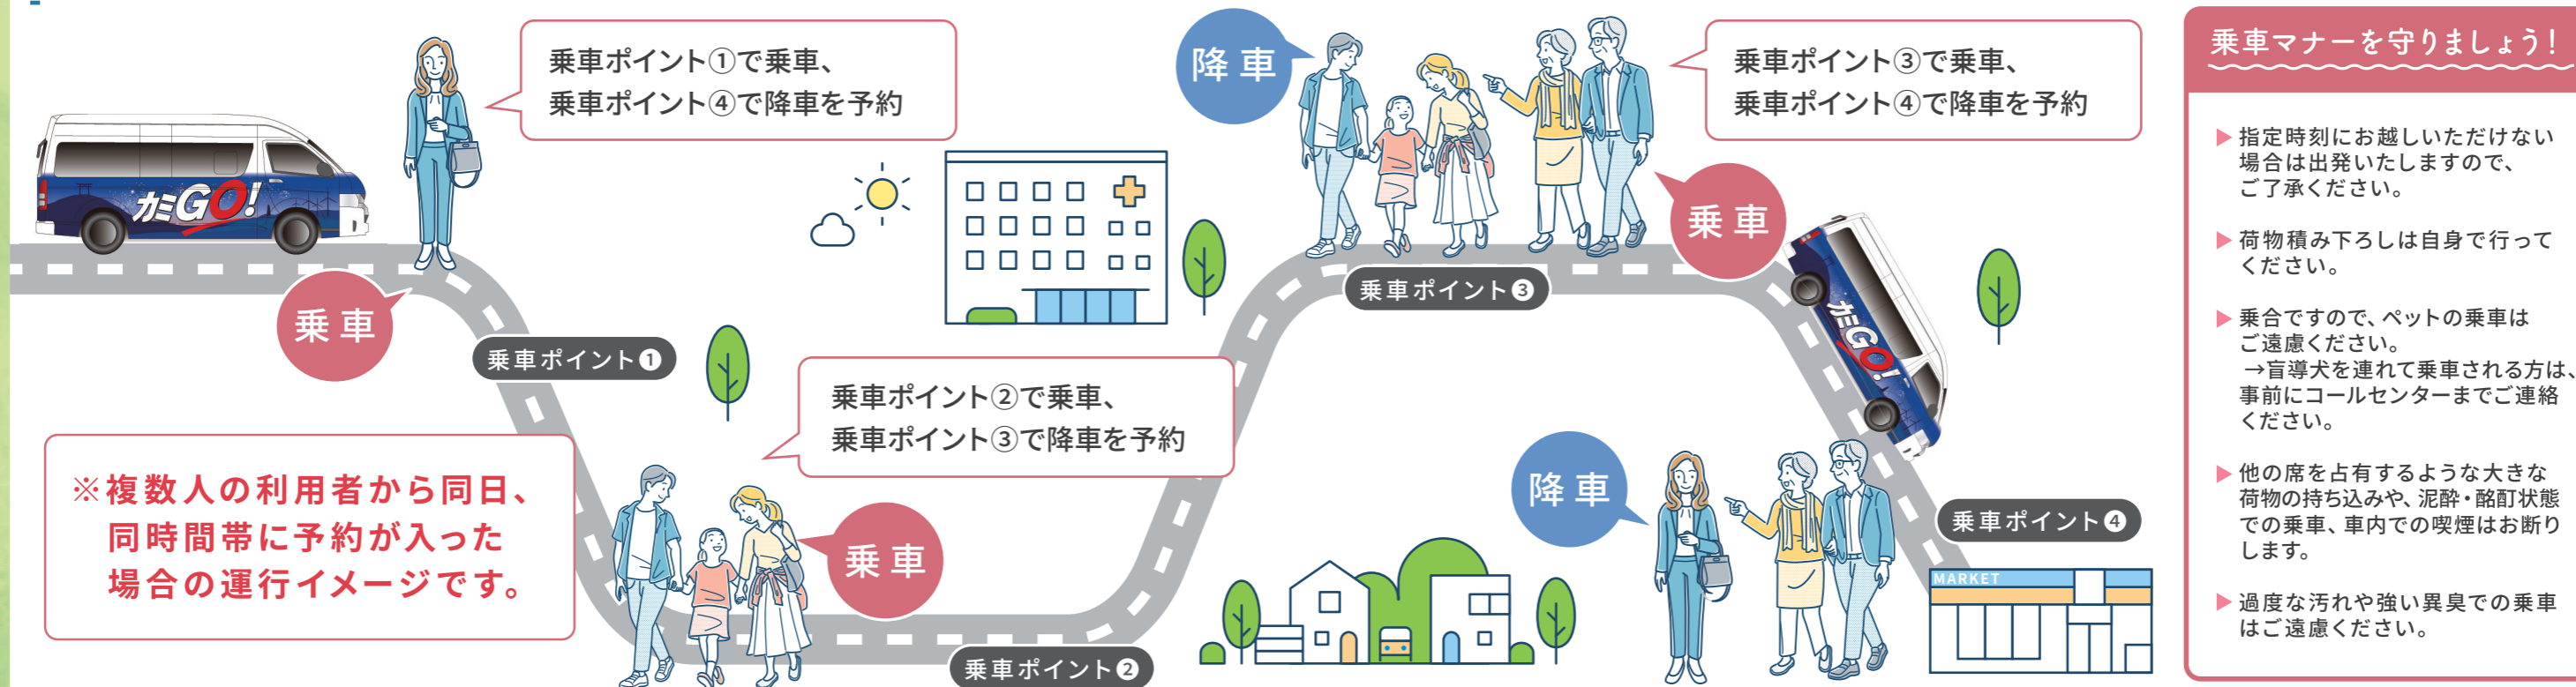 乗車ポイント①で乗車、
乗車ポイント④で降車を予約
カミGO!
乗車
乗車ポイント❶
※複数人の利用者から同日、
同時間帯に予約が入った
場合の運行イメージです。
乗車ポイント②で乗車、
乗車ポイント③で降車を予約
乗車
乗車ポイント❷
降車
乗車ポイント③で乗車、
乗車ポイント④で降車を予約
乗車
乗車ポイント❸
カミGO!
降車
乗車ポイント❹
MARKET
乗車マナーを守りましょう!
▶指定時刻にお越しいただけない
場合は出発いたしますので、
ご了承ください。
▶荷物積み下ろしは自身で行って
ください。
▶乗合ですので、ペットの乗車は
ご遠慮ください。
→盲導犬を連れて乗車される方は、
事前にコールセンターまでご連絡
ください。
▶他の席を占有するような大きな
荷物の持ち込みや、泥酔・酩酊状態
での乗車、車内での喫煙はお断り
します。
▶過度な汚れや強い異臭での乗車
はご遠慮ください。